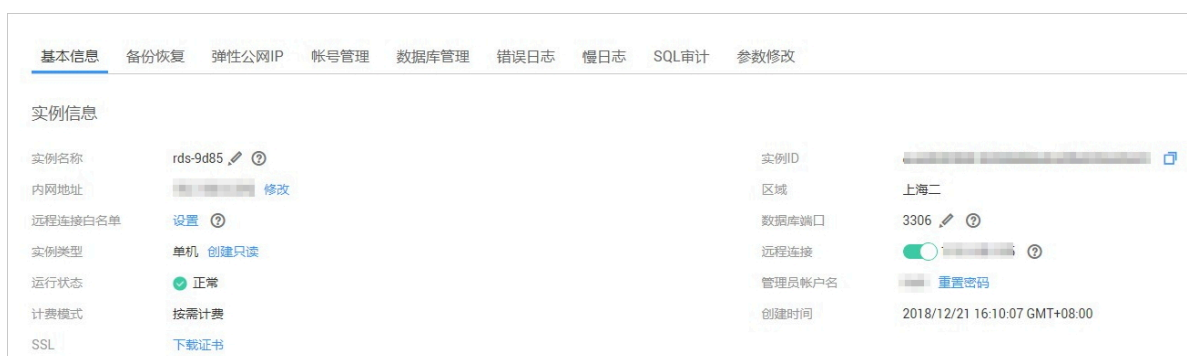 基本信息 备份恢复 弹性公网IP 帐号管理 数据库管理 错误日志 慢日志 SQL审计 参数修改
实例信息
实例名称 rds-9d85 实例ID
内网地址 修改 区域 上海二
远程连接白名单 设置 数据库端口 3306
实例类型 单机 创建只读 远程连接
运行状态 正常 管理员帐户名 重置密码
计费模式 按需计费 创建时间 2018/12/21 16:10:07 GMT+08:00
SSL 下载证书